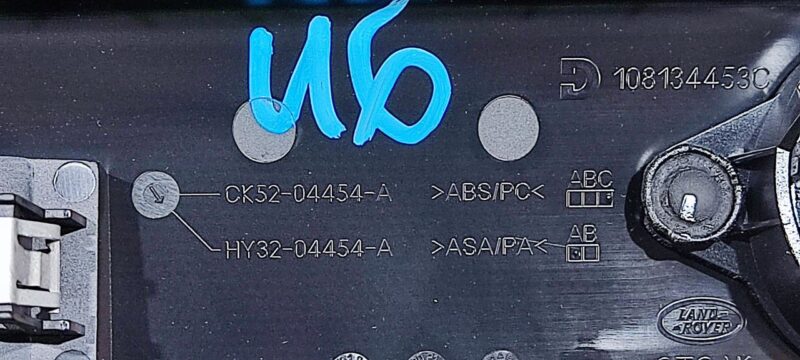 ИБ
108134453C
CK52-04454-A >ABS/PC< ABC
HY32-04454-A >ASA/PA< AB
LAND
ROVER